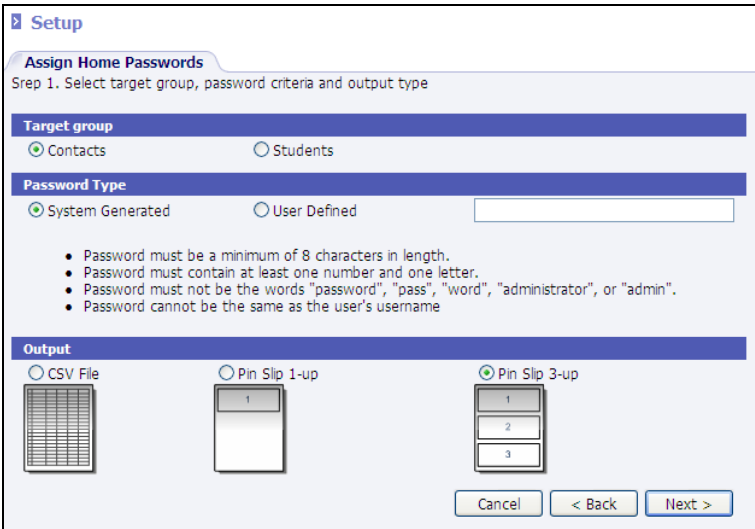 Setup
Assign Home Passwords
Srep 1. Select target group, password criteria and output type
Target group
Contacts Students
Password Type
System Generated User Defined
Password must be a minimum of 8 characters in length.
Password must contain at least one number and one letter.
Password must not be the words "password", "pass", "word", "administrator", or "admin".
Password cannot be the same as the user's username
Output
CSV File Pin Slip 1-up Pin Slip 3-up
1 1
2
3
Cancel < Back Next >